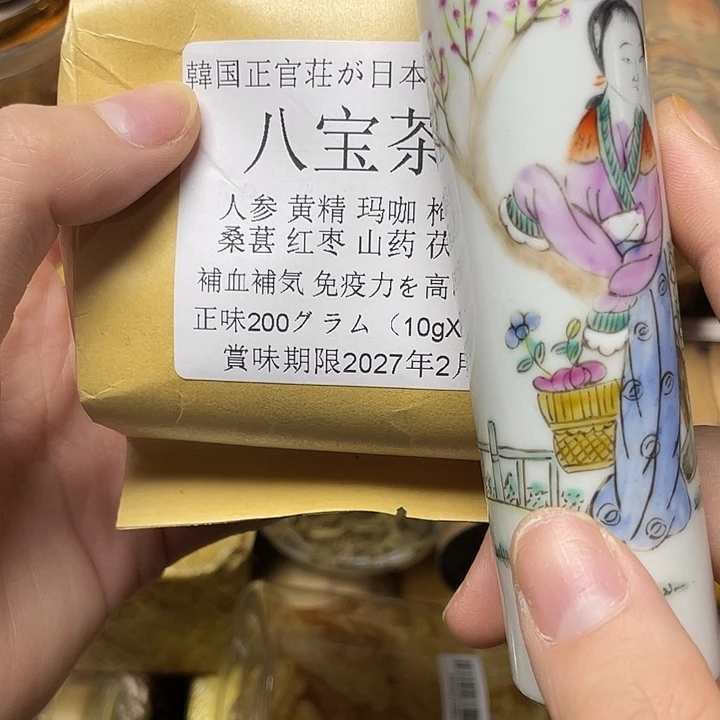 韓国正官荘が日本
八宝茶
人参 黄精 玛咖
桑葚 红枣 山药 茯
補血補気 免疫力を高
正味200グラム（10gX
賞味期限2027年2月